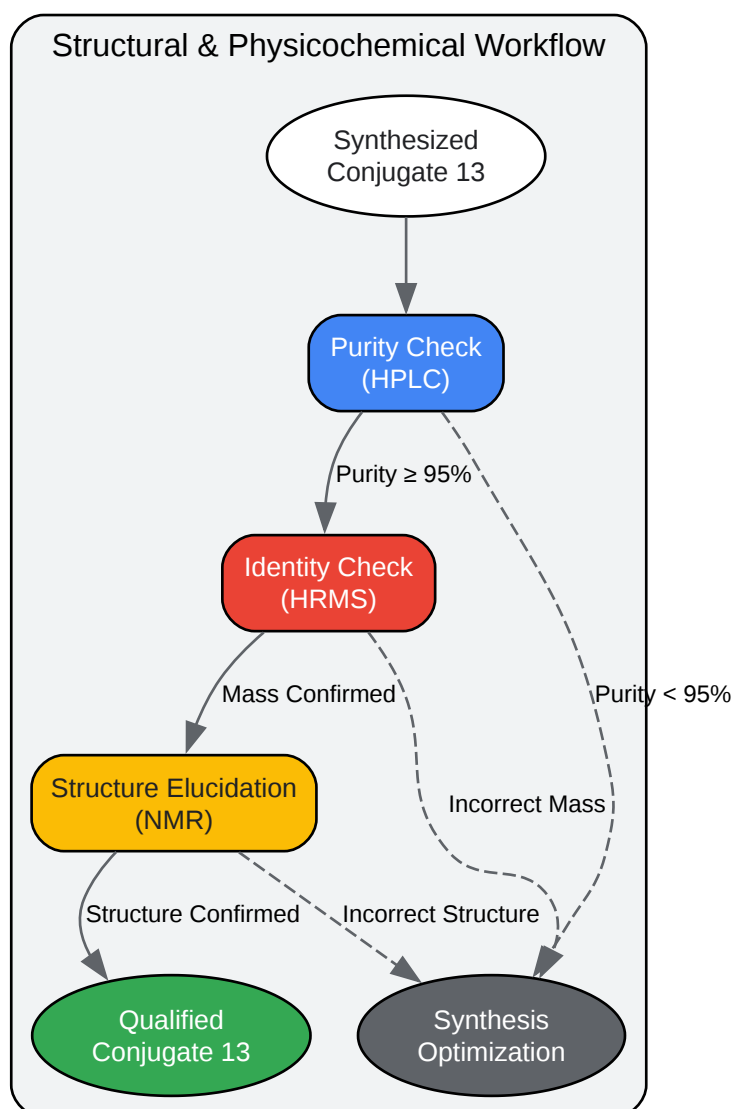 Structural & Physicochemical Workflow
Synthesized
Conjugate 13
Purity Check
(HPLC)
Purity ≥ 95%
Identity Check
(HRMS)
Mass Confirmed
Purity < 95%
Structure Elucidation
(NMR)
Incorrect Mass
Structure Confirmed
Incorrect Structure
Qualified
Conjugate 13
Synthesis
Optimization